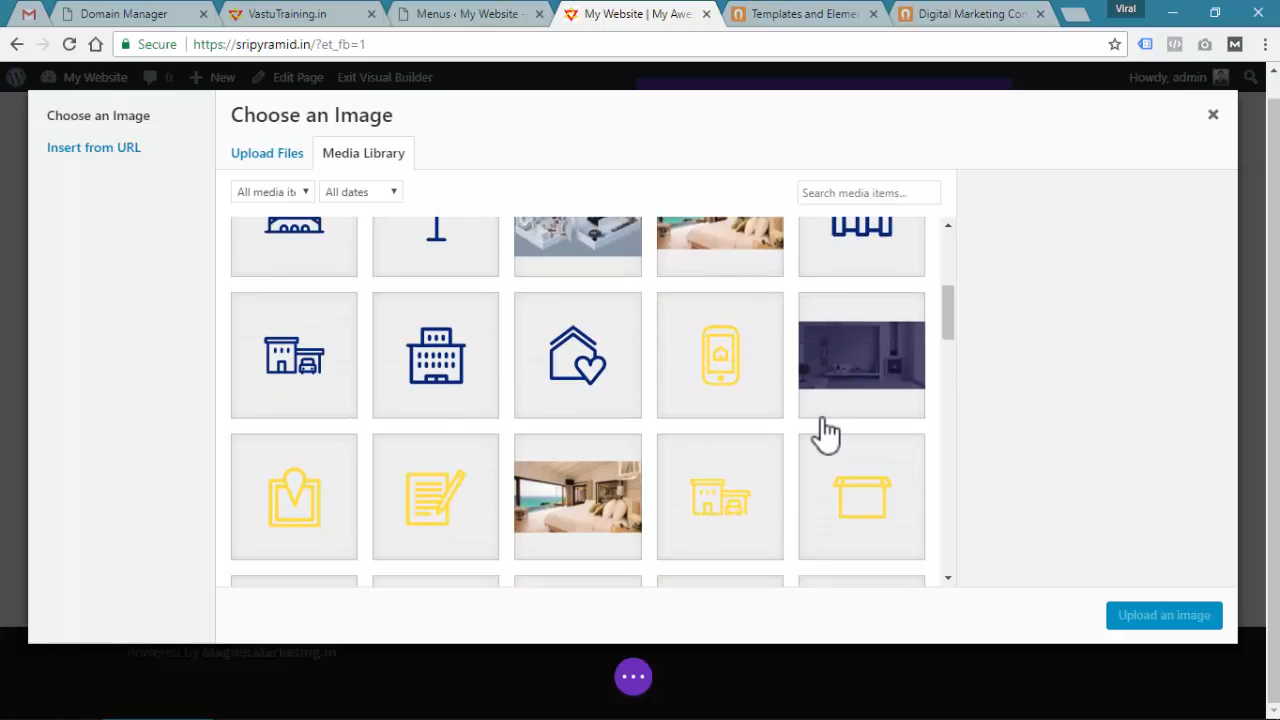 Domain Manager
VastuTraining.in
Menus ‹ My Website –
My Website | My Awe
Templates and Eleme
Digital Marketing Con
Viral
Secure https://sripyramid.in/?et_fb=1
My Website 0 New Edit Page Exit Visual Builder Howdy, admin
Choose an Image
Insert from URL
Choose an Image
Upload Files Media Library
All media it All dates Search media items...
Upload an image
Powered by MagnetMarketing.in